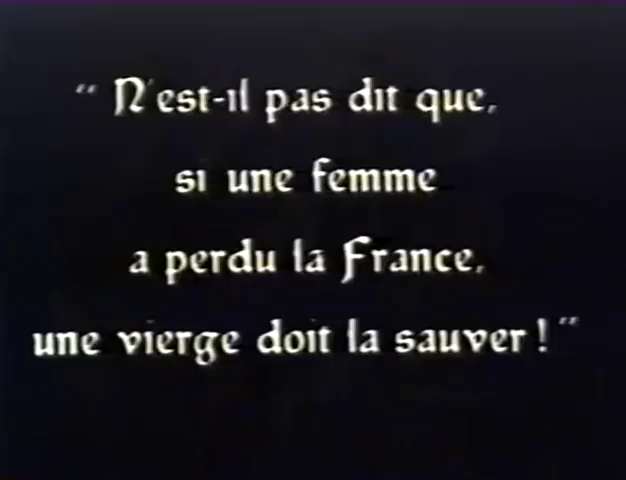 “ N'est-il pas dit que,
si une femme
a perdu la France,
une vierge doit la sauver ! ”